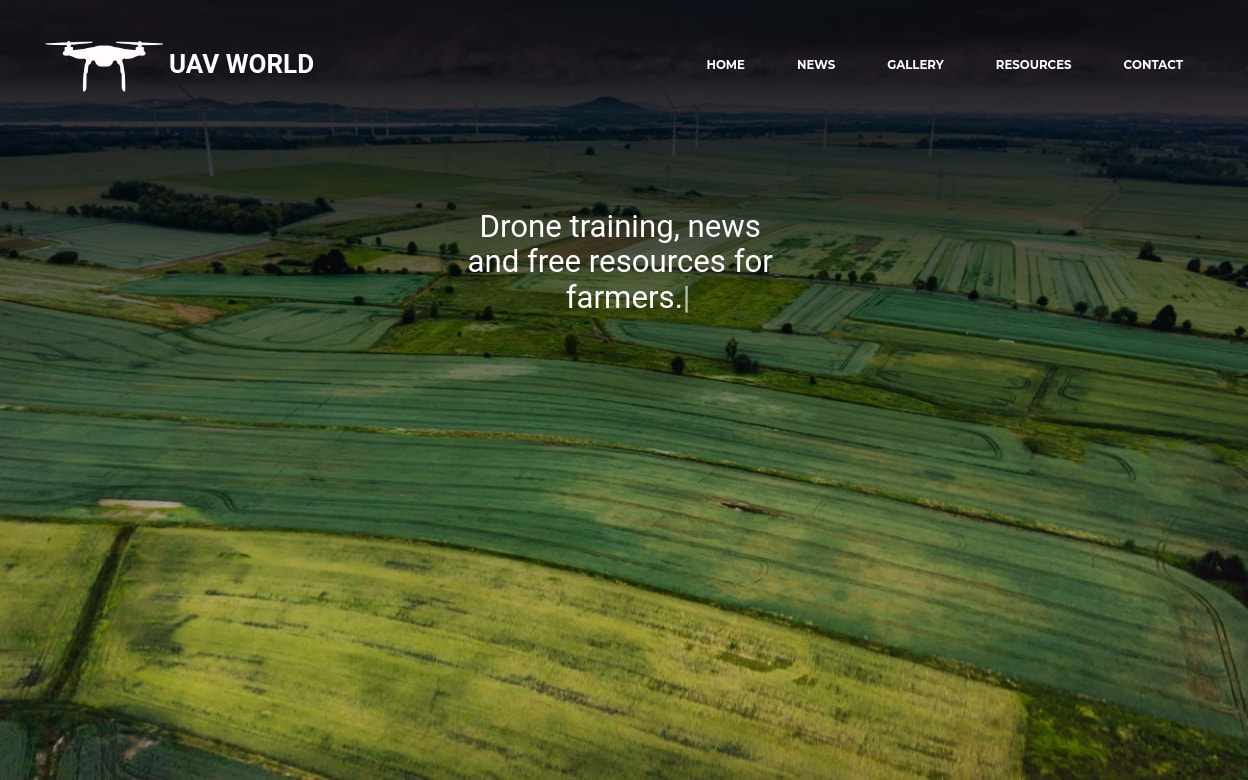 UAV WORLD
HOME NEWS GALLERY RESOURCES CONTACT
Drone training, news
and free resources for
farmers.|